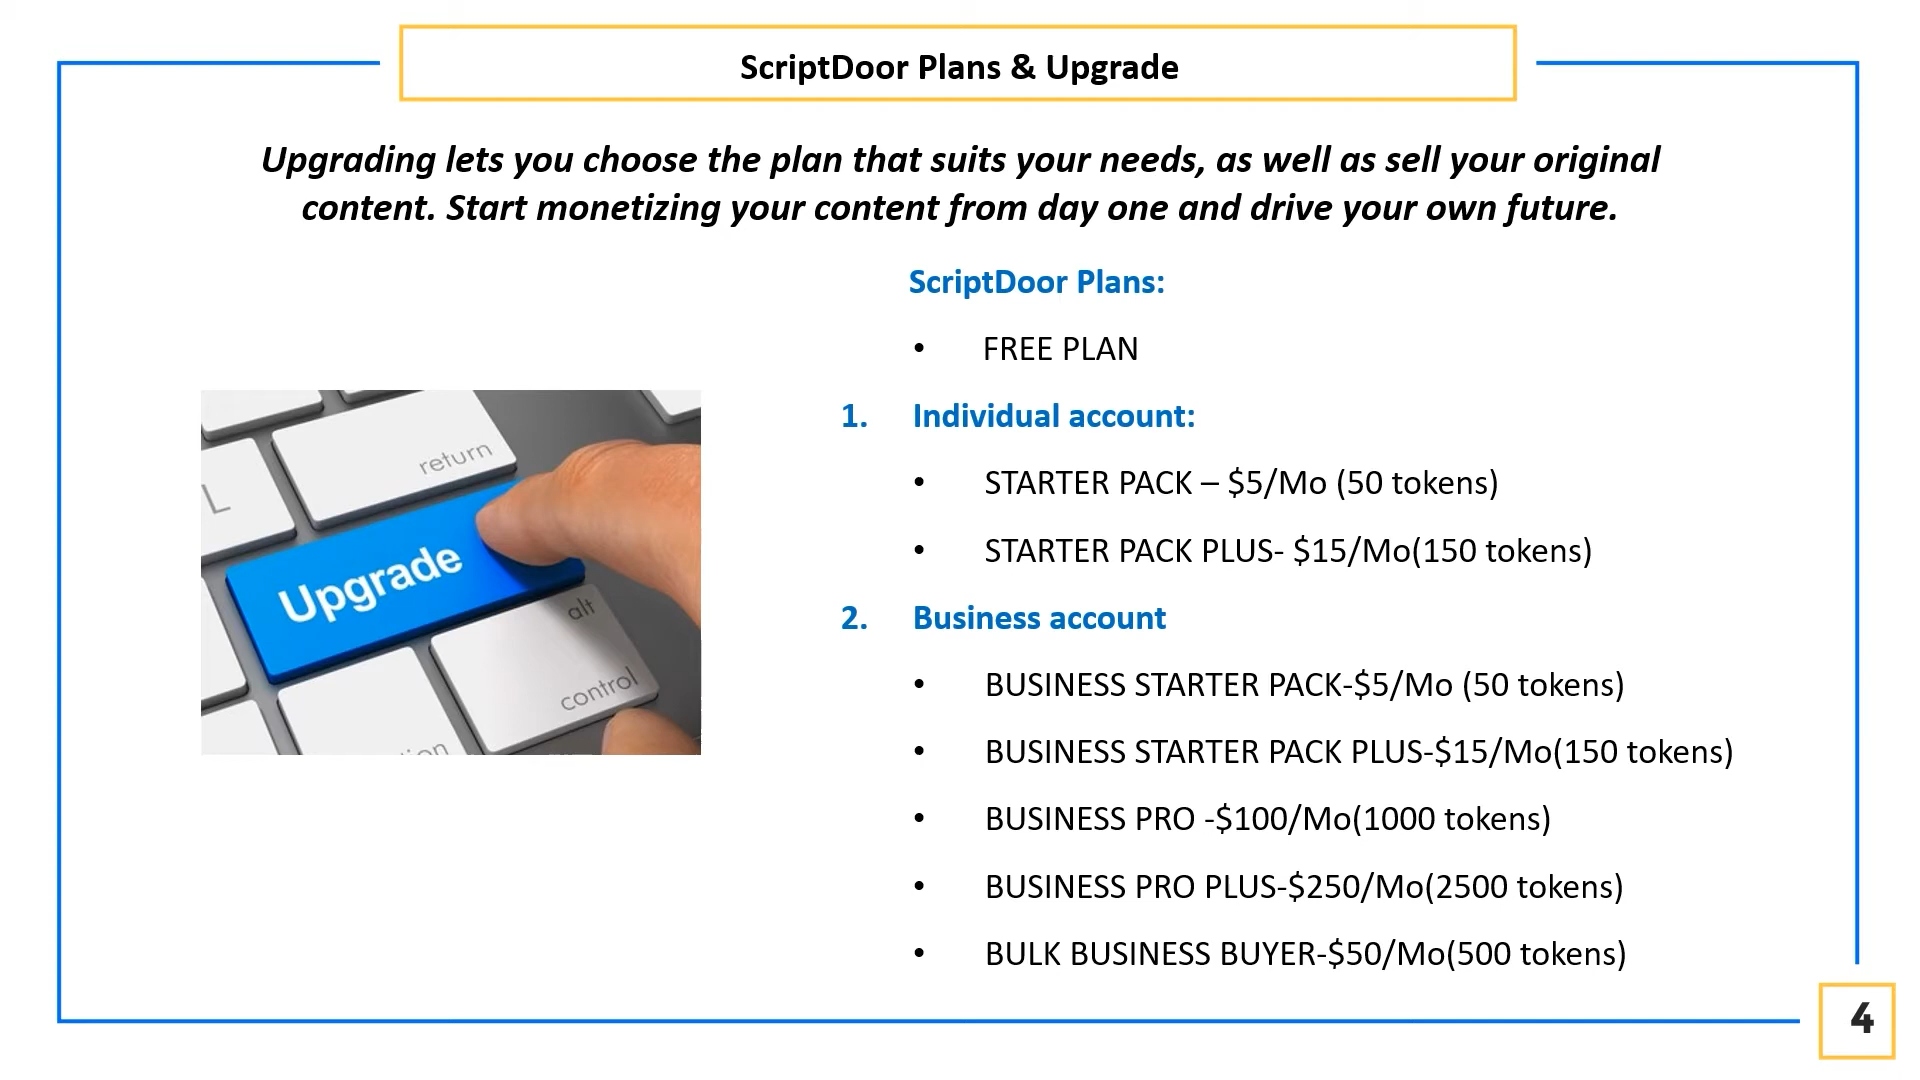 ScriptDoor Plans & Upgrade
Upgrading lets you choose the plan that suits your needs, as well as sell your original
content. Start monetizing your content from day one and drive your own future.
ScriptDoor Plans:
• FREE PLAN
1. Individual account:
• STARTER PACK – $5/Mo (50 tokens)
• STARTER PACK PLUS- $15/Mo(150 tokens)
2. Business account
• BUSINESS STARTER PACK-$5/Mo (50 tokens)
• BUSINESS STARTER PACK PLUS-$15/Mo(150 tokens)
• BUSINESS PRO -$100/Mo(1000 tokens)
• BUSINESS PRO PLUS-$250/Mo(2500 tokens)
• BULK BUSINESS BUYER-$50/Mo(500 tokens)
return
L
Upgrade
alt
control
4